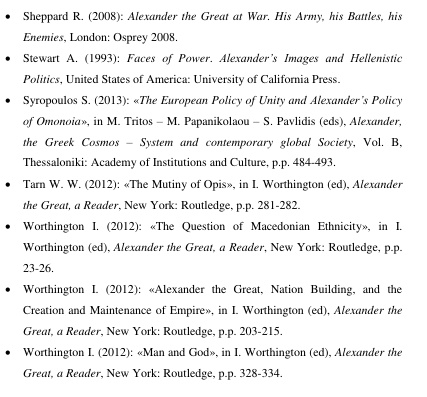 • Sheppard R. (2008): Alexander the Great at War. His Army, his Battles, his
Enemies, London: Osprey 2008.
• Stewart A. (1993): Faces of Power. Alexander's Images and Hellenistic
Politics, United States of America: University of California Press.
• Syropoulos S. (2013): «The European Policy of Unity and Alexander's Policy
of Omonoia», in M. Tritos – M. Papanikolaou – S. Pavlidis (eds), Alexander,
the Greek Cosmos – System and contemporary global Society, Vol. B,
Thessaloniki: Academy of Institutions and Culture, p.p. 484-493.
• Tarn W. W. (2012): «The Mutiny of Opis», in I. Worthington (ed), Alexander
the Great, a Reader, New York: Routledge, p.p. 281-282.
• Worthington I. (2012): «The Question of Macedonian Ethnicity», in I.
Worthington (ed), Alexander the Great, a Reader, New York: Routledge, p.p.
23-26.
• Worthington I. (2012): «Alexander the Great, Nation Building, and the
Creation and Maintenance of Empire», in I. Worthington (ed), Alexander the
Great, a Reader, New York: Routledge, p.p. 203-215.
• Worthington I. (2012): «Man and God», in I. Worthington (ed), Alexander the
Great, a Reader, New York: Routledge, p.p. 328-334.